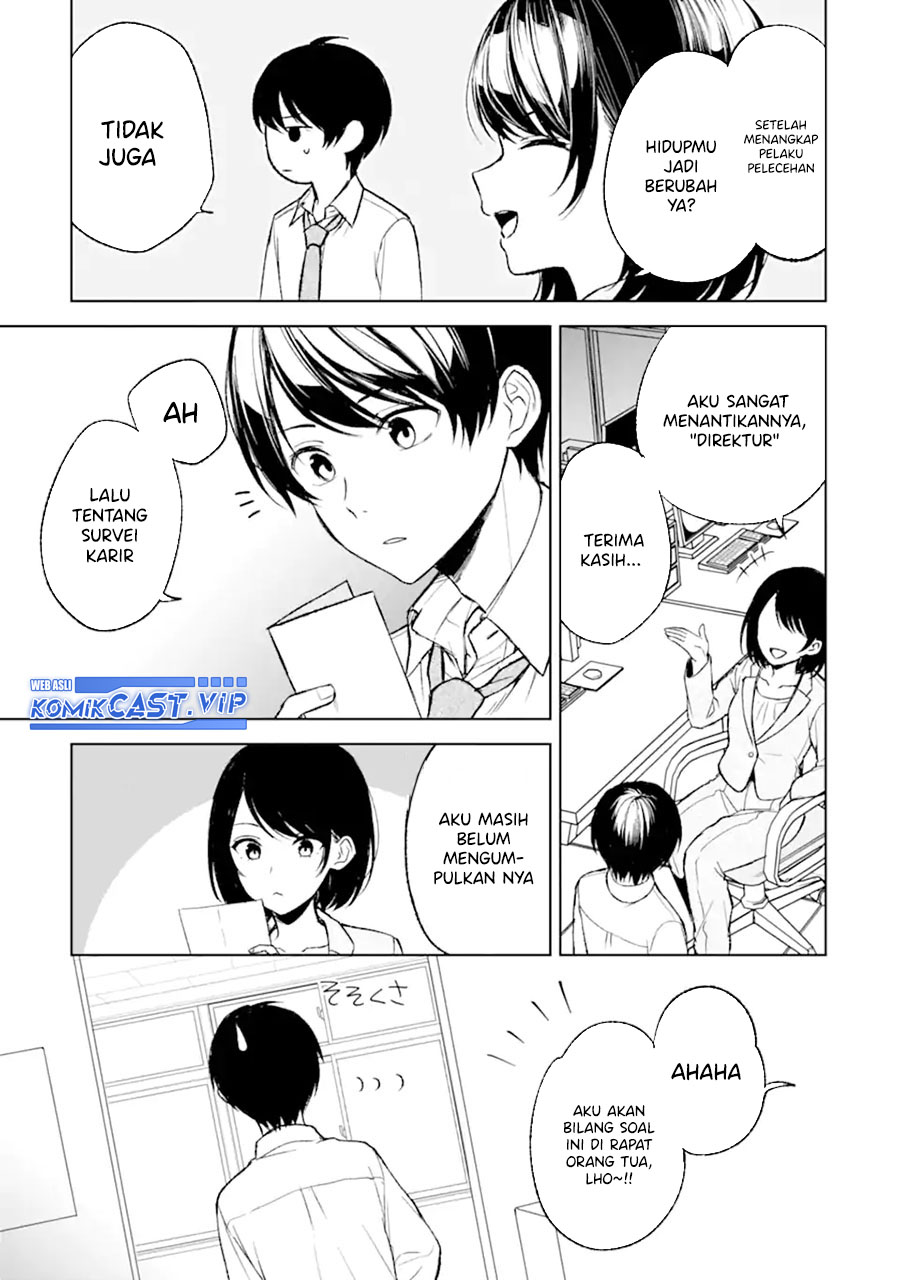 SETELAH
MENANGKAP
PELAKU
PELECEHAN
HIDUPMU
JADI
BERUBAH
YA?
TIDAK
JUGA
AKU SANGAT
MENANTIKANNYA,
"DIREKTUR"
TERIMA
KASIH...
AH
LALU
TENTANG
SURVEI
KARIR
WEB ASLI
KOMIKCAST.VIP
AKU MASIH
BELUM
MENGUM-
PULKAN NYA
そそくさ
AHAHA
AKU AKAN
BILANG SOAL
INI DI RAPAT
ORANG TUA,
LHO~!!